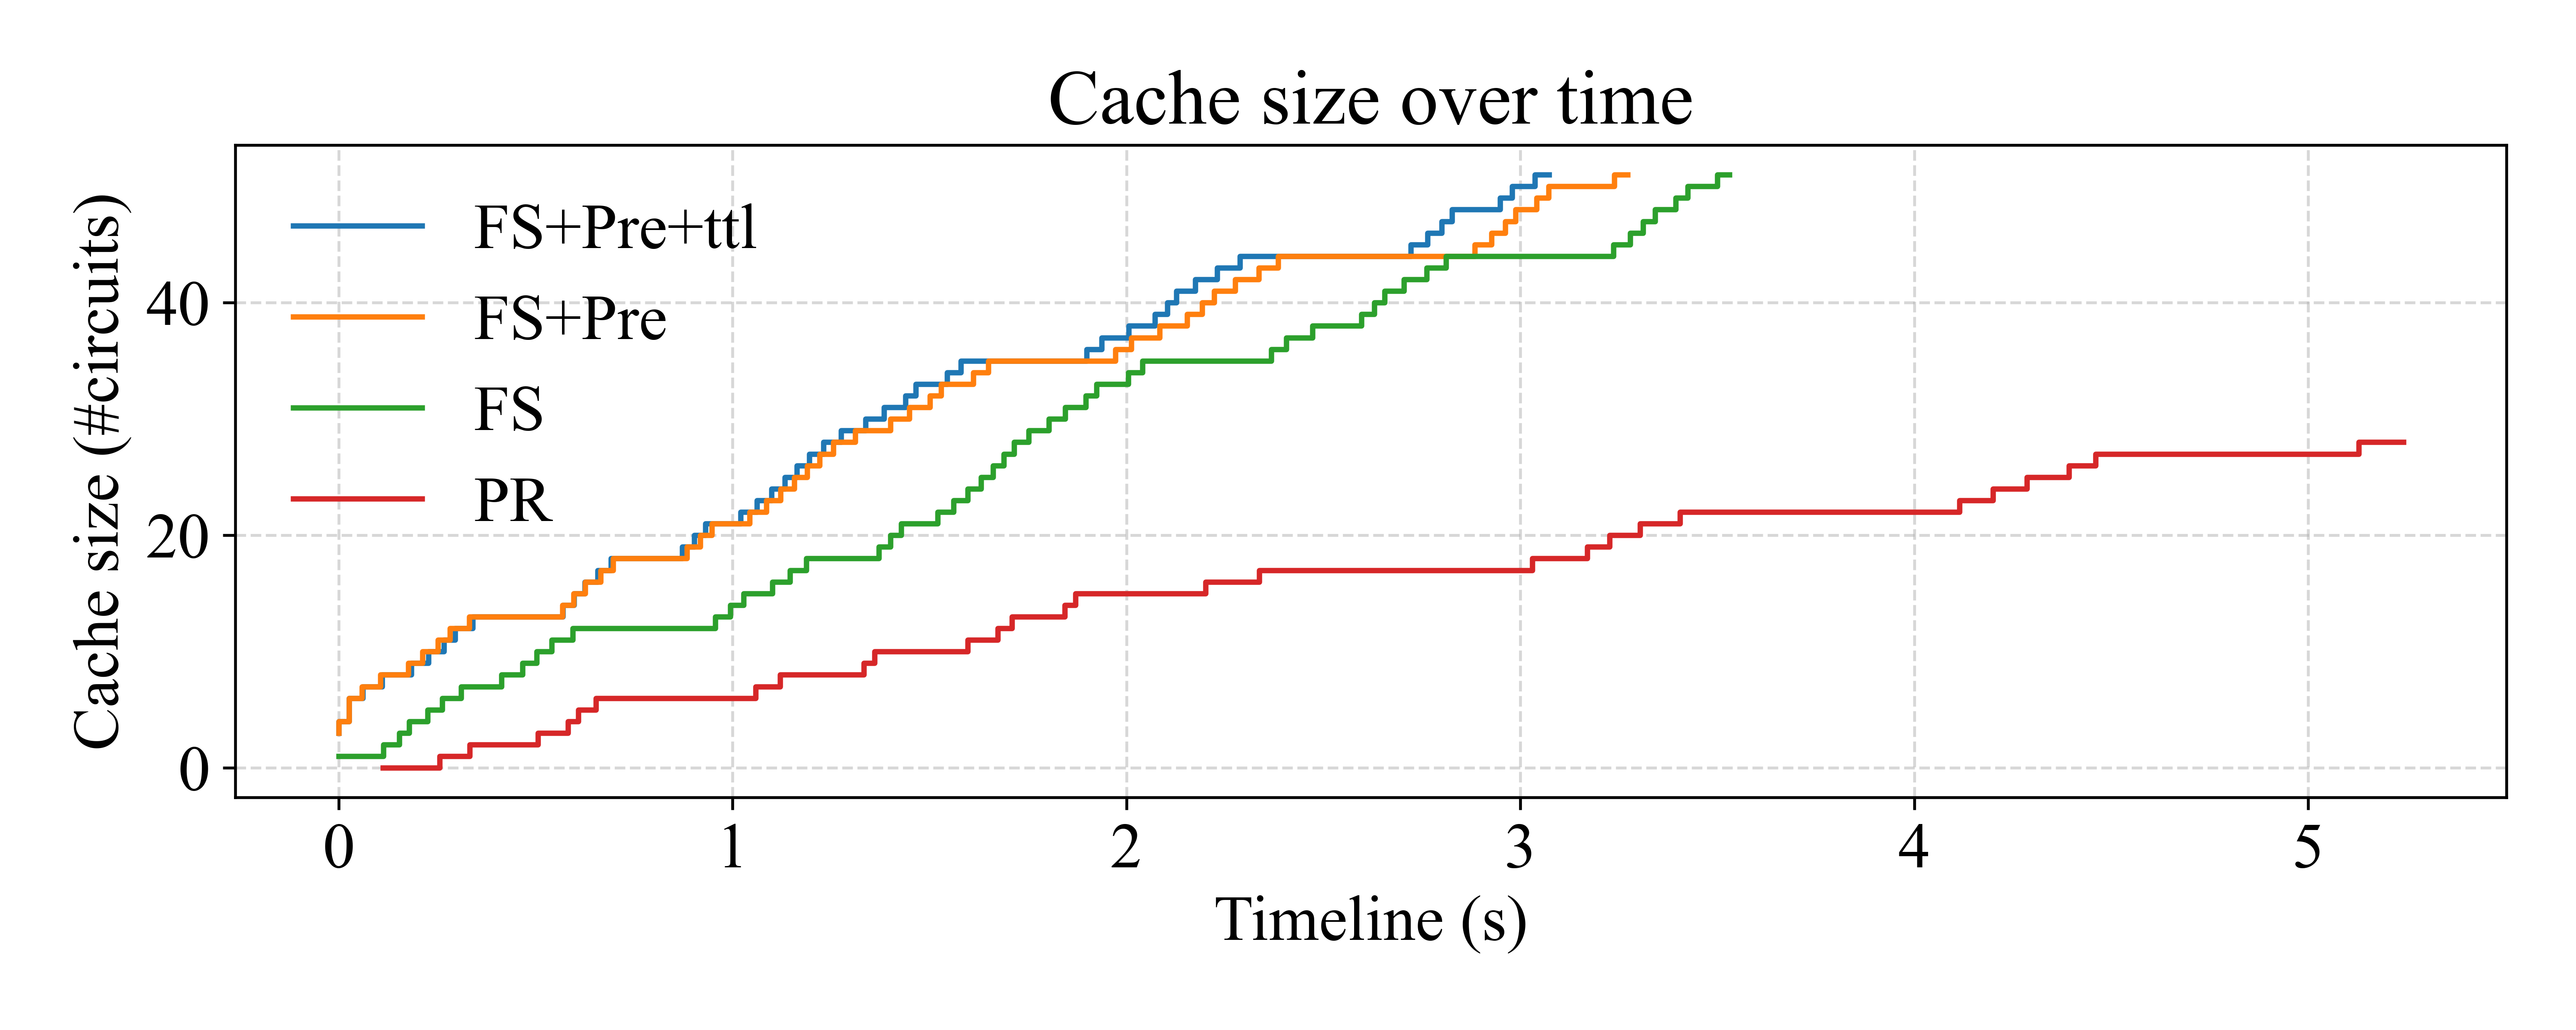 Cache size over time
Cache size (#circuits)
40
20
0
FS+Pre+ttl
FS+Pre
FS
PR
0 1 2 3 4 5
Timeline (s)